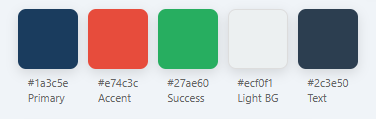 #1a3c5e #e74c3c #27ae60 #ecf0f1 #2c3e50
Primary Accent Success Light BG Text